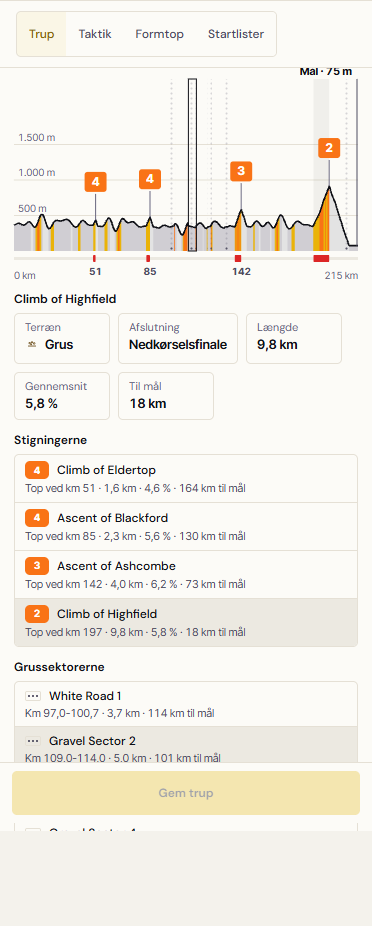 Trup
Taktik
Formtop
Startlister
Mål · 75 m
1.500 m
1.000 m
500 m
4
4
3
2
0 km
51
85
142
215 km
Climb of Highfield
Terræn
Grus
Afslutning
Nedkørselsfinale
Længde
9,8 km
Gennemsnit
5,8 %
Til mål
18 km
Stigningerne
4 Climb of Eldertop
Top ved km 51 · 1,6 km · 4,6 % · 164 km til mål
4 Ascent of Blackford
Top ved km 85 · 2,3 km · 5,6 % · 130 km til mål
3 Ascent of Ashcombe
Top ved km 142 · 4,0 km · 6,2 % · 73 km til mål
2 Climb of Highfield
Top ved km 197 · 9,8 km · 5,8 % · 18 km til mål
Grussektorerne
White Road 1
Km 97,0-100,7 · 3,7 km · 114 km til mål
Gravel Sector 2
Km 109,0-114,0 · 5,0 km · 101 km til mål
Gem trup